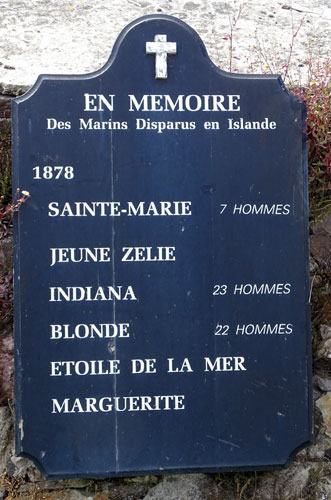 EN MEMOIRE
Des Marins Disparus en Islande
1878
SAINTE-MARIE 7 HOMMES
JEUNE ZELIE
INDIANA 23 HOMMES
BLONDE 22 HOMMES
ETOILE DE LA MER
MARGUERITE